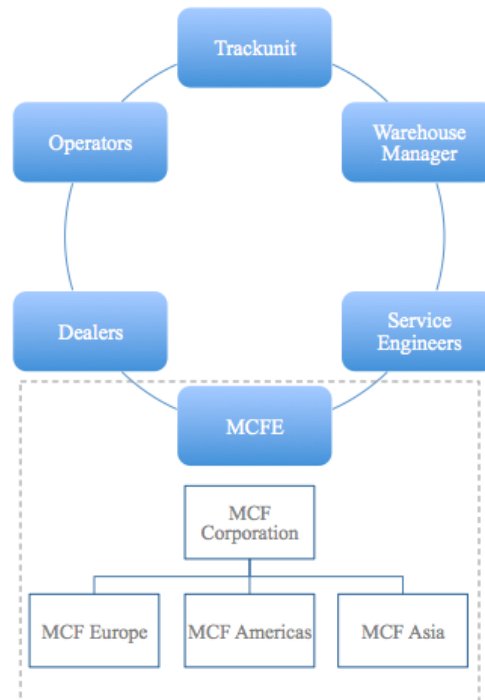 Trackunit
Operators
Warehouse
Manager
Dealers
Service
Engineers
MCFE
MCF
Corporation
MCF Europe
MCF Americas
MCF Asia